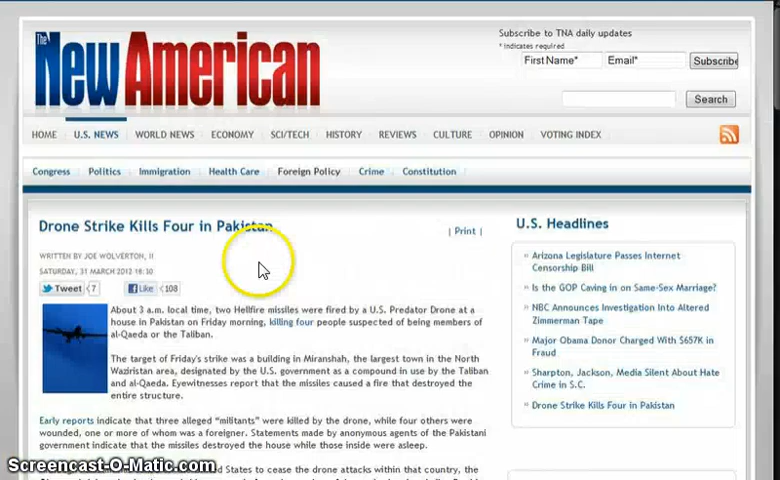 The New American
Subscribe to TNA daily updates
* indicates required
First Name* Email* Subscribe
Search
HOME U.S. NEWS WORLD NEWS ECONOMY SCI/TECH HISTORY REVIEWS CULTURE OPINION VOTING INDEX
Congress Politics Immigration Health Care Foreign Policy Crime Constitution
Drone Strike Kills Four in Pakistan
| Print |
WRITTEN BY JOE WOLVERTON, II
SATURDAY, 31 MARCH 2012 18:30
Tweet 7 Like 108
About 3 a.m. local time, two Hellfire missiles were fired by a U.S. Predator Drone at a
house in Pakistan on Friday morning, killing four people suspected of being members of
al-Qaeda or the Taliban.
The target of Friday's strike was a building in Miranshah, the largest town in the North
Waziristan area, designated by the U.S. government as a compound in use by the Taliban
and al-Qaeda. Eyewitnesses report that the missiles caused a fire that destroyed the
entire structure.
Early reports indicate that three alleged “militants” were killed by the drone, while four others were
wounded, one or more of whom was a foreigner. Statements made by anonymous agents of the Pakistani
government indicate that the missiles destroyed the house while those inside were asleep.
States to cease the drone attacks within that country, the
U.S. Headlines
» Arizona Legislature Passes Internet
Censorship Bill
» Is the GOP Caving in on Same-Sex Marriage?
» NBC Announces Investigation Into Altered
Zimmerman Tape
» Major Obama Donor Charged With $657K in
Fraud
» Sharpton, Jackson, Media Silent About Hate
Crime in S.C.
» Drone Strike Kills Four in Pakistan
Screencast-O-Matic.com